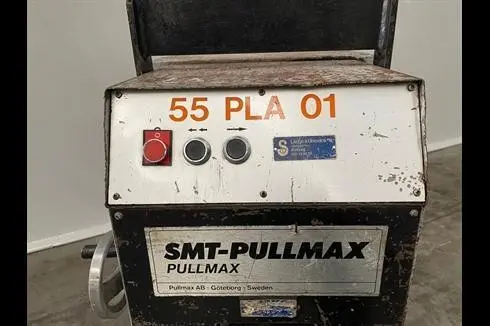 55 PLA 01
S
SMT-PULLMAX
PULLMAX
Pullmax AB - Göteborg - Sweden